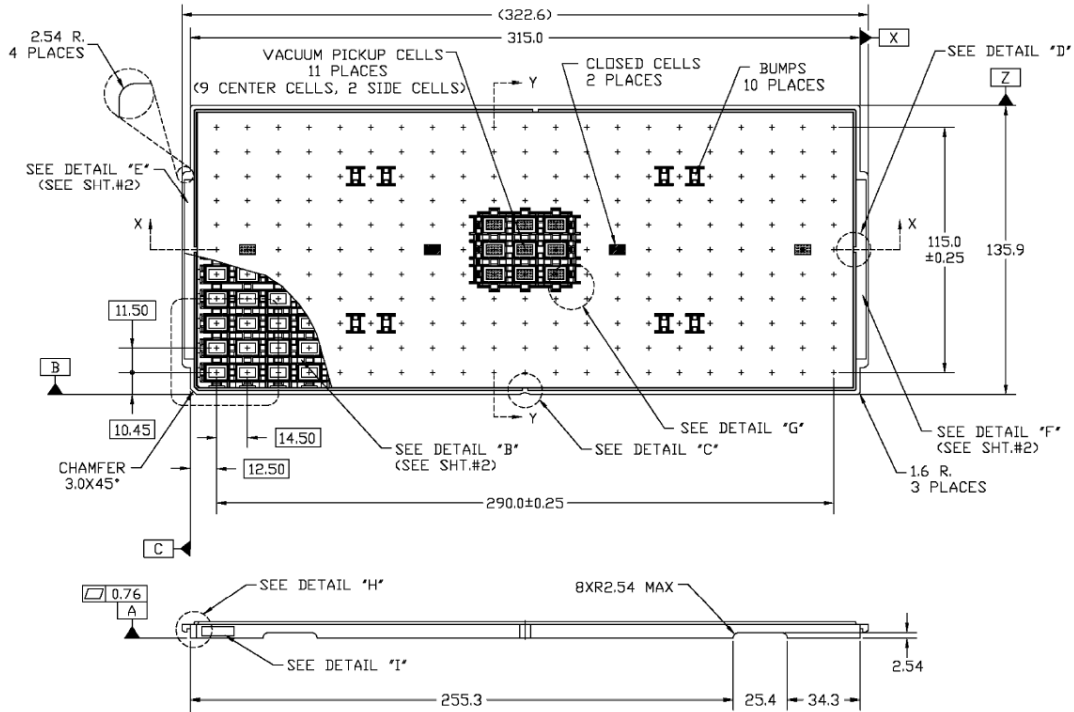 (322.6)
2.54 R.
4 PLACES
315.0
X
VACUUM PICKUP CELLS
11 PLACES
(9 CENTER CELLS, 2 SIDE CELLS)
Y
CLOSED CELLS
2 PLACES
BUMPS
10 PLACES
SEE DETAIL "D"
Z
SEE DETAIL "E"
(SEE SHT.#2)
X
X
115.0
±0.25
135.9
11.50
B
10.45
14.50
12.50
CHAMFER
3.0X45°
Y
SEE DETAIL "B"
(SEE SHT.#2)
SEE DETAIL "C"
SEE DETAIL "G"
SEE DETAIL "F"
(SEE SHT.#2)
1.6 R.
3 PLACES
290.0±0.25
C
SEE DETAIL "H"
8XR2.54 MAX
0.76
A
SEE DETAIL "I"
2.54
255.3
25.4
34.3